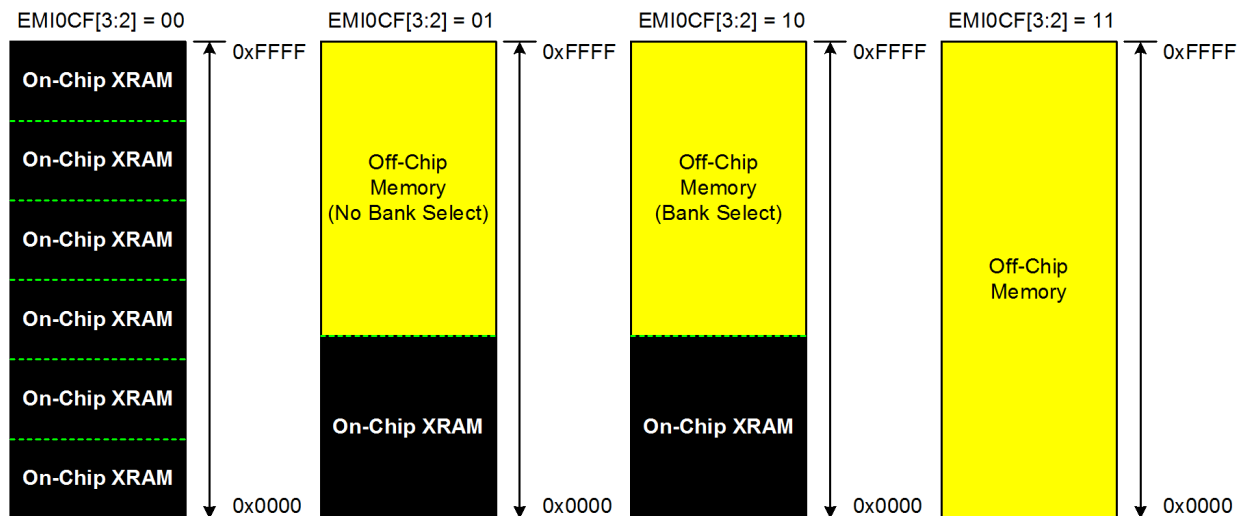 EMI0CF[3:2] = 00
On-Chip XRAM
On-Chip XRAM
On-Chip XRAM
On-Chip XRAM
On-Chip XRAM
On-Chip XRAM
0xFFFF
0x0000
EMI0CF[3:2] = 01
Off-Chip
Memory
(No Bank Select)
On-Chip XRAM
0xFFFF
0x0000
EMI0CF[3:2] = 10
Off-Chip
Memory
(Bank Select)
On-Chip XRAM
0xFFFF
0x0000
EMI0CF[3:2] = 11
Off-Chip
Memory
0xFFFF
0x0000